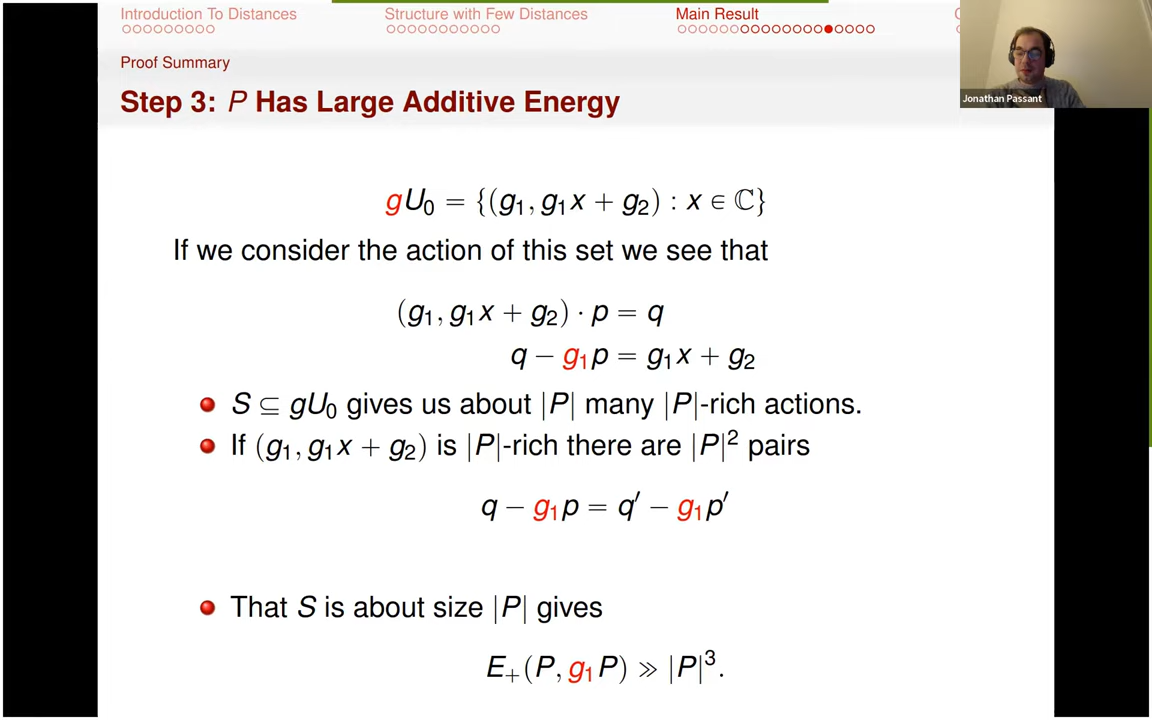 Introduction To Distances
Structure with Few Distances
Main Result
Proof Summary
Step 3: P Has Large Additive Energy
Jonathan Passant
gU₀ = {(g₁, g₁x + g₂) : x ∈ ℂ}
If we consider the action of this set we see that
(g₁, g₁x + g₂) · p = q
q − g₁p = g₁x + g₂
S ⊆ gU₀ gives us about |P| many |P|-rich actions.
If (g₁, g₁x + g₂) is |P|-rich there are |P|² pairs
q − g₁p = q′ − g₁p′
That S is about size |P| gives
E₊(P, g₁P) ≫ |P|³.